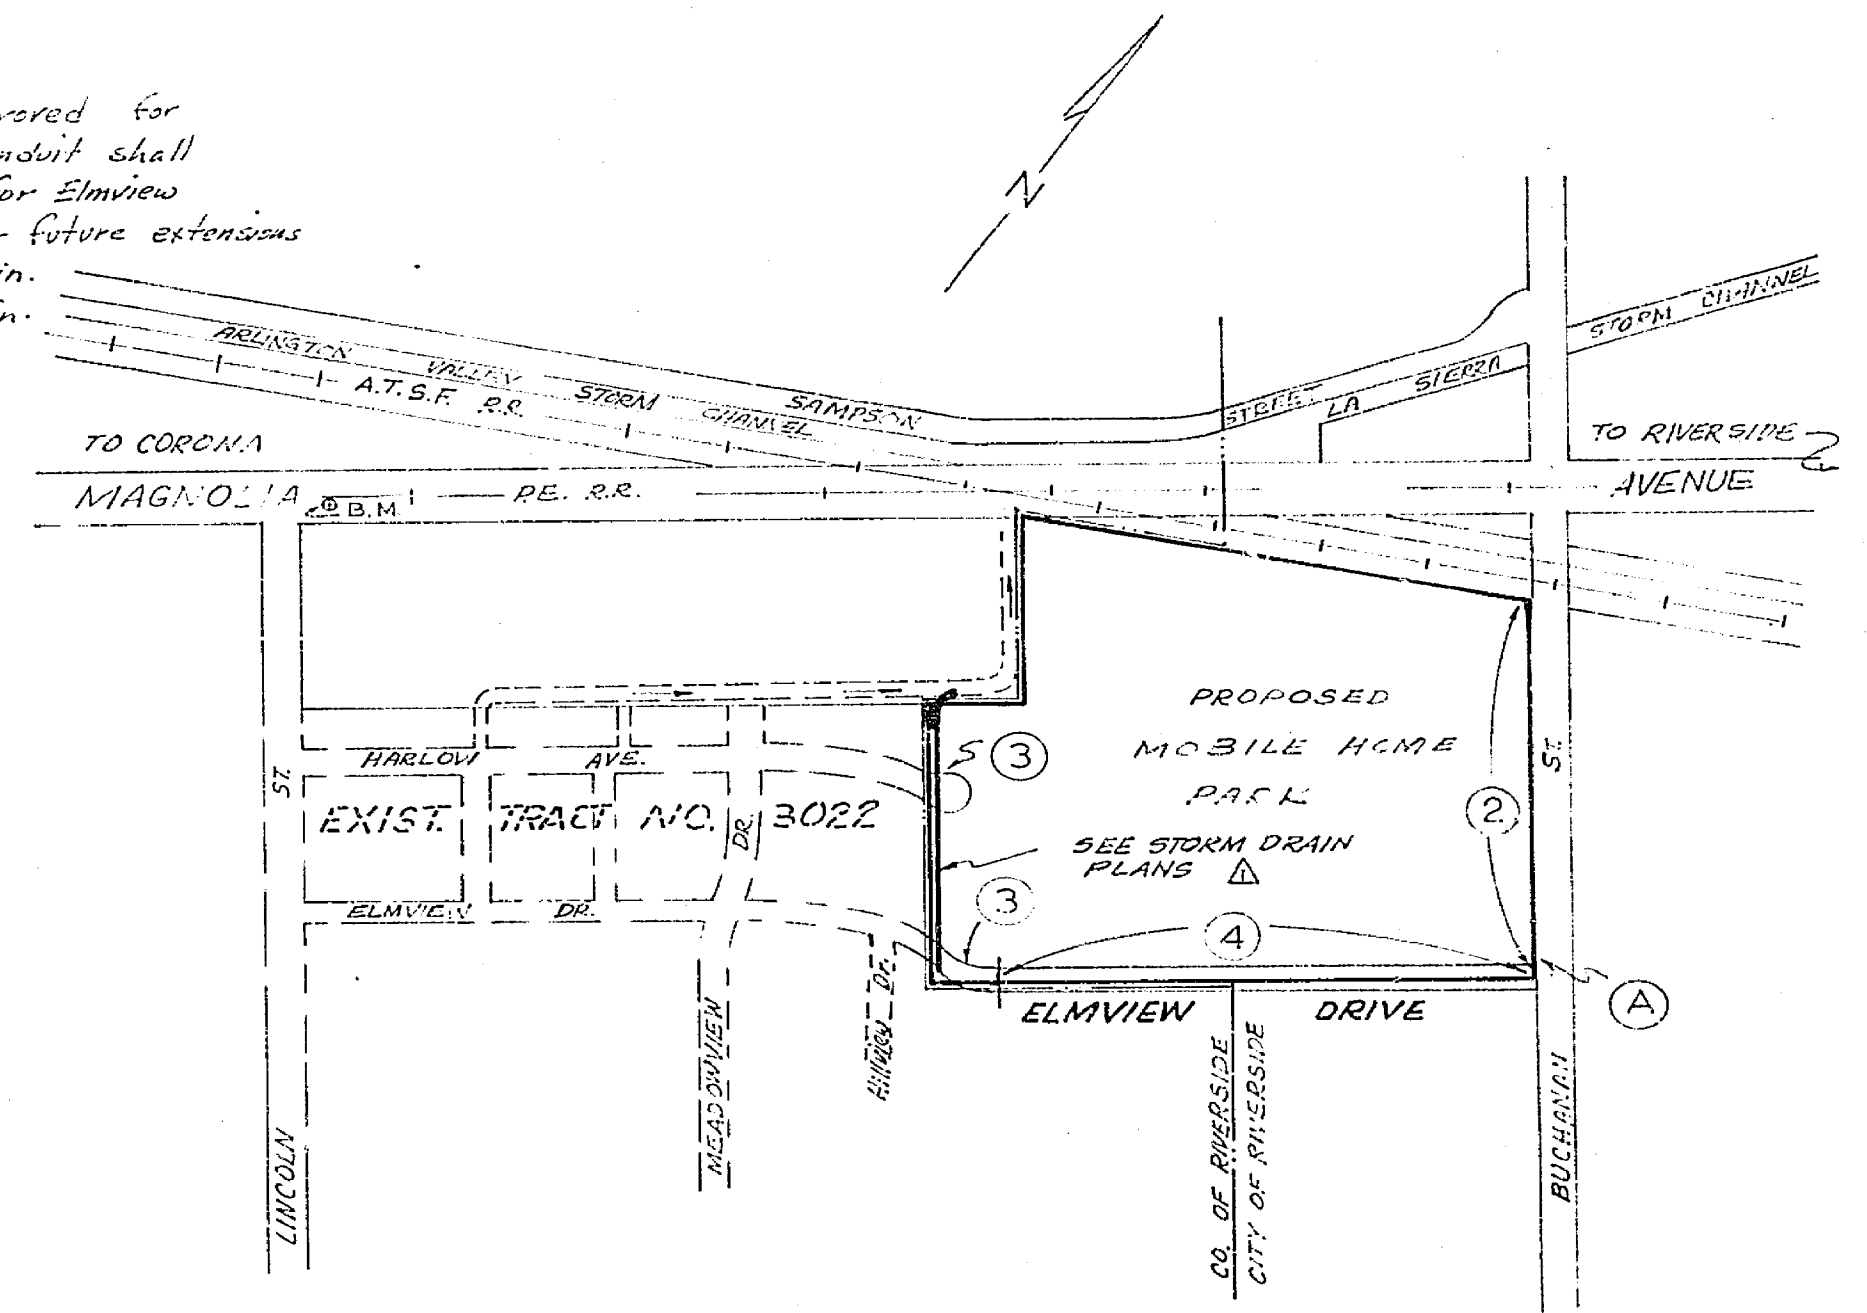 for
shall
for Elmview
future extensions
N
STORM CHANNEL
ARLINGTON VALLEY STORM CHANNEL
A.T.S.F. R.R.
SAMPSON STREET
LA SIERRA
TO CORONA
TO RIVERSIDE
MAGNOLIA
B.M.
P.E. R.R.
AVENUE
PROPOSED
MOBILE HOME
PARK
HARLOW AVE.
3
ST.
ST.
EXIST. TRACT NO. 3022
DR.
2
SEE STORM DRAIN
PLANS 1
3
ELMVIEW DR.
4
Hillview Dr.
ELMVIEW DRIVE
A
MEADOWVIEW
CO. OF RIVERSIDE
CITY OF RIVERSIDE
LINCOLN
BUCHANAN